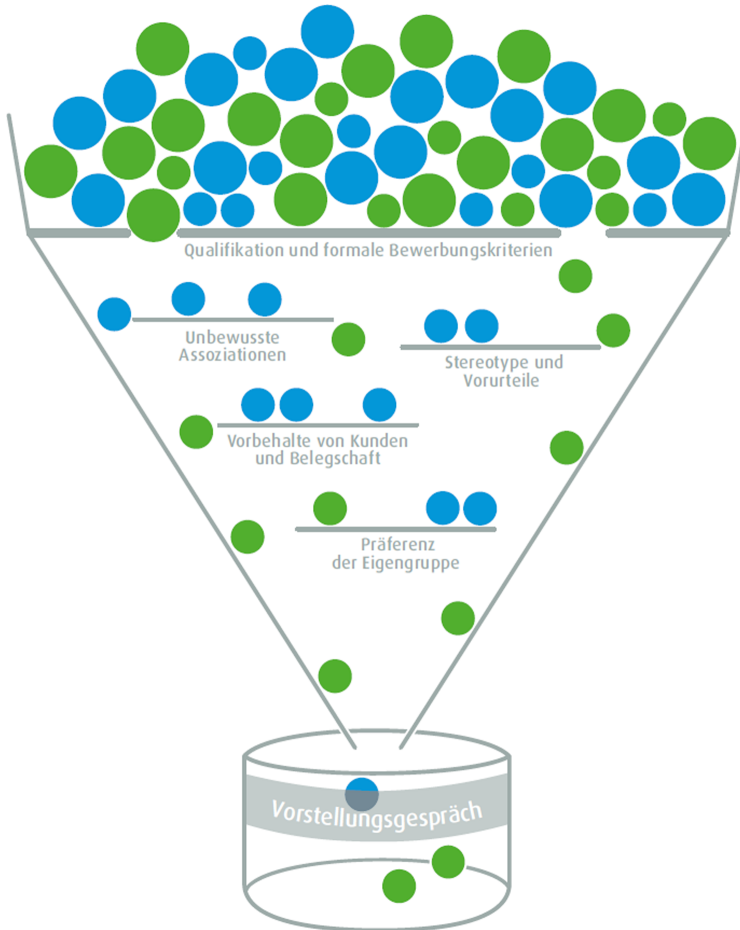 Qualifikation und formale Bewerbungskriterien
Unbewusste
Assoziationen
Stereotype und
Vorurteile
Vorbehalte von Kunden
und Belegschaft
Präferenz
der Eigengruppe
Vorstellungsgespräch